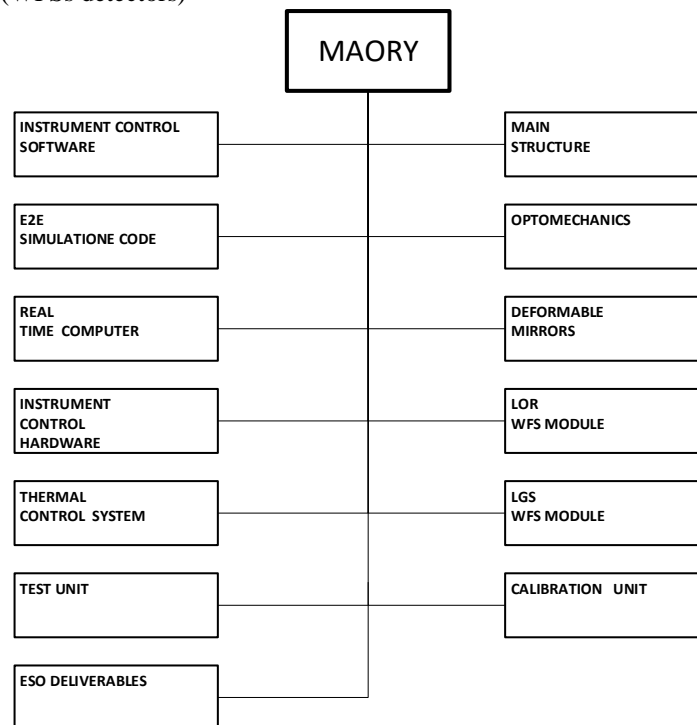 (WFSs detectors)
MAORY
INSTRUMENT CONTROL
SOFTWARE
MAIN
STRUCTURE
E2E
SIMULATIONE CODE
OPTOMECHANICS
REAL
TIME COMPUTER
DEFORMABLE
MIRRORS
INSTRUMENT
CONTROL
HARDWARE
LOR
WFS MODULE
THERMAL
CONTROL SYSTEM
LGS
WFS MODULE
TEST UNIT
CALIBRATION UNIT
ESO DELIVERABLES